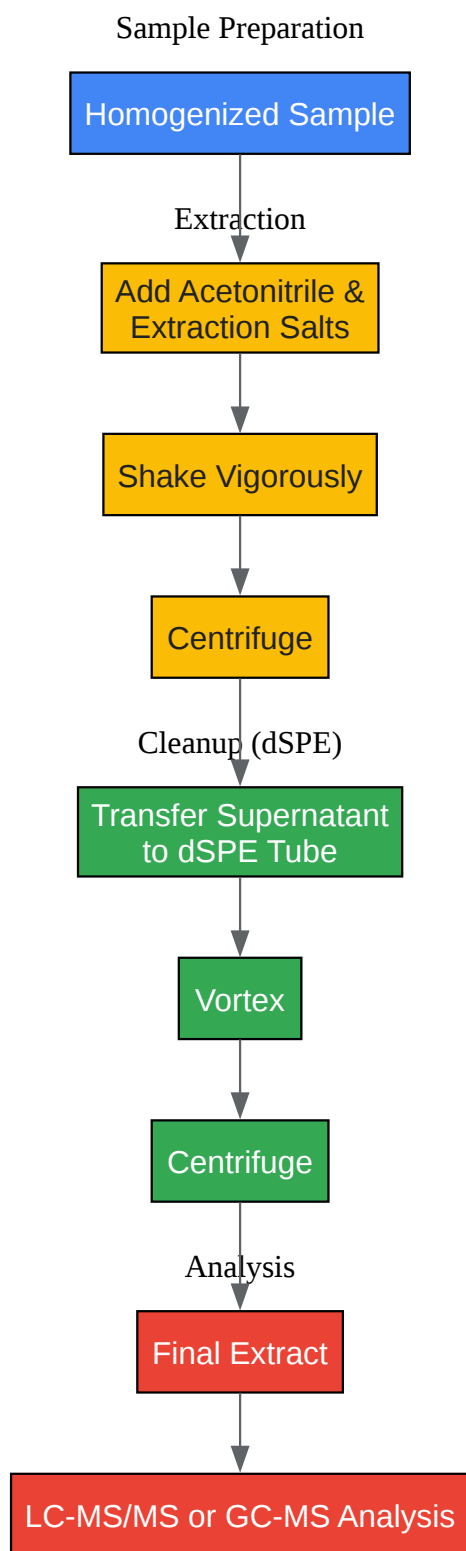 Sample Preparation
Homogenized Sample
Extraction
Add Acetonitrile &
Extraction Salts
Shake Vigorously
Centrifuge
Cleanup (dSPE)
Transfer Supernatant
to dSPE Tube
Vortex
Centrifuge
Analysis
Final Extract
LC-MS/MS or GC-MS Analysis